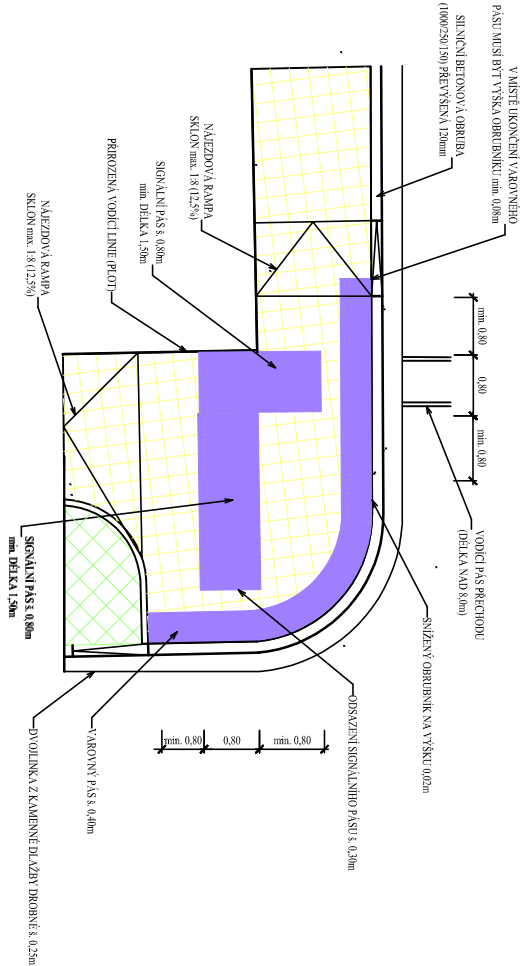 V MÍSTĚ UKONČENÍ VAROVNÉHO
PÁSU MUSÍ BÝT VÝŠKA OBRUBNÍKU min. 0,08m
SILNIČNÍ BETONOVÁ OBRUBA
(1000/250/150) PŘEVÝŠENÁ 120mm
NÁJEZDOVÁ RAMPA
SKLON max. 1:8 (12,5%)
SIGNÁLNÍ PÁS š. 0,80m
min. DÉLKA 1,50m
PŘIROZENÁ VODÍCÍ LINIE (PLOT)
NÁJEZDOVÁ RAMPA
SKLON max. 1:8 (12,5%)
min. 0,80
0,80
min. 0,80
VODÍCÍ PÁS PŘECHODU
(DÉLKA NAD 8,0m)
SNÍŽENÝ OBRUBNÍK NA VÝŠKU 0,02m
ODSAZENÍ SIGNÁLNÍHO PÁSU š. 0,30m
min. 0,80
0,80
min. 0,80
SIGNÁLNÍ PÁS š. 0,80m
min. DÉLKA 1,50m
VAROVNÝ PÁS š. 0,40m
DVOJLINKA Z KAMENNÉ DLAŽBY DROBNÉ š. 0,25m